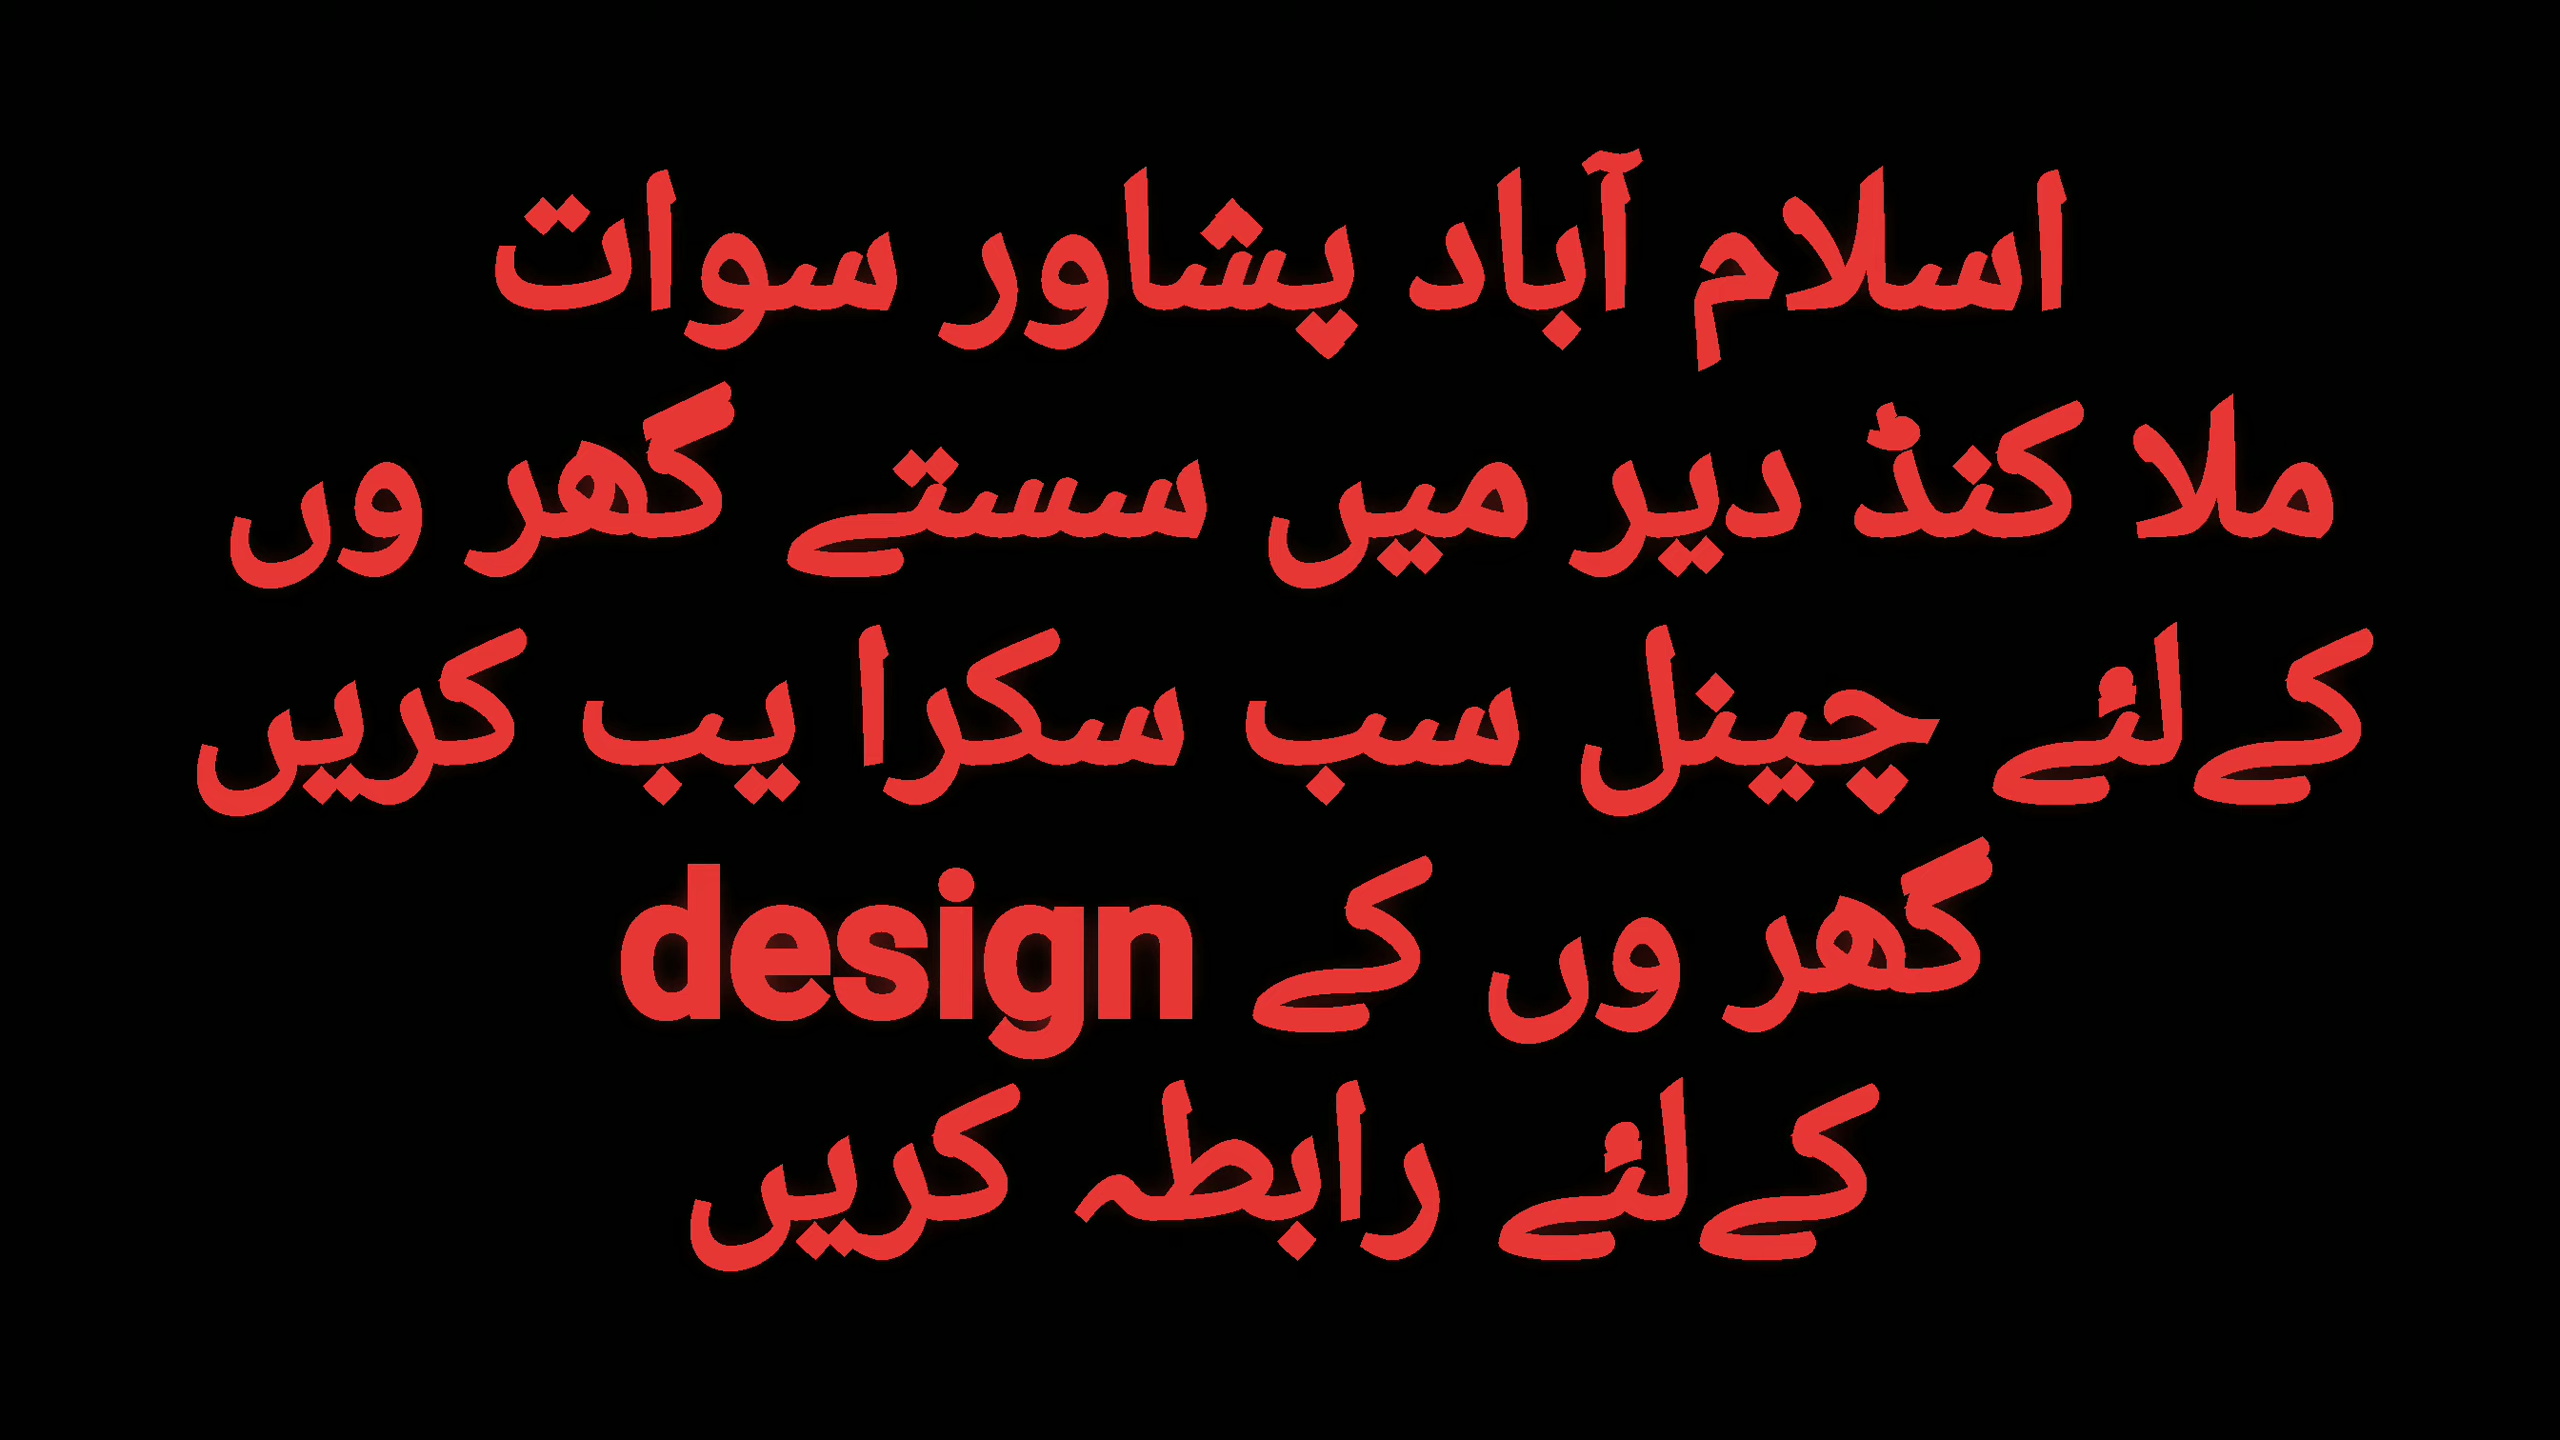 اسلام آباد پشاور سوات
ملا کنڈ دیر میں سستے گھر وں
کےلئے چینل سب سکرا یب کریں
گھر وں کے design
کےلئے رابطہ کریں